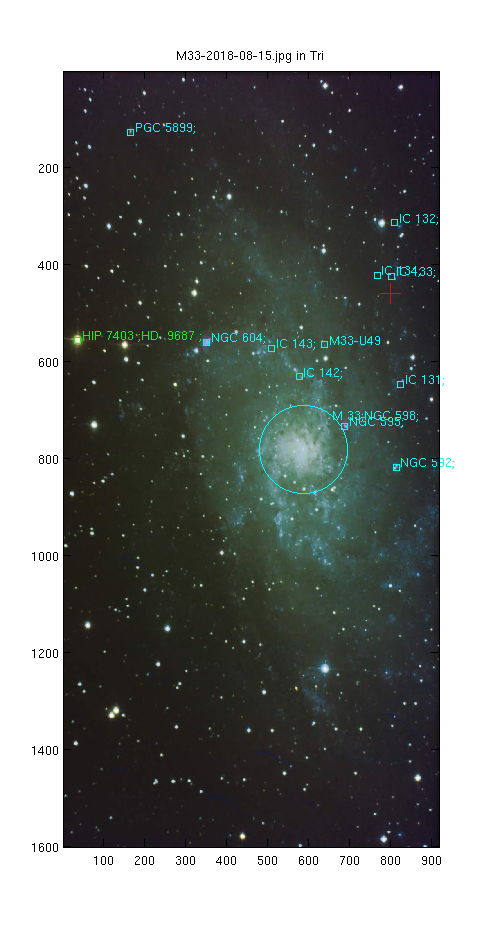 M33-2018-08-15.jpg in Tri
PGC 5899;
200
IC 132;
400
IC 134;
33;
HIP 7403;HD 9687;
NGC 604;
IC 143;
M33-U49
600
IC 142;
IC 131;
M 33;NGC 598;
NGC 595;
NGC 592;
800
1000
1200
1400
1600
100 200 300 400 500 600 700 800 900